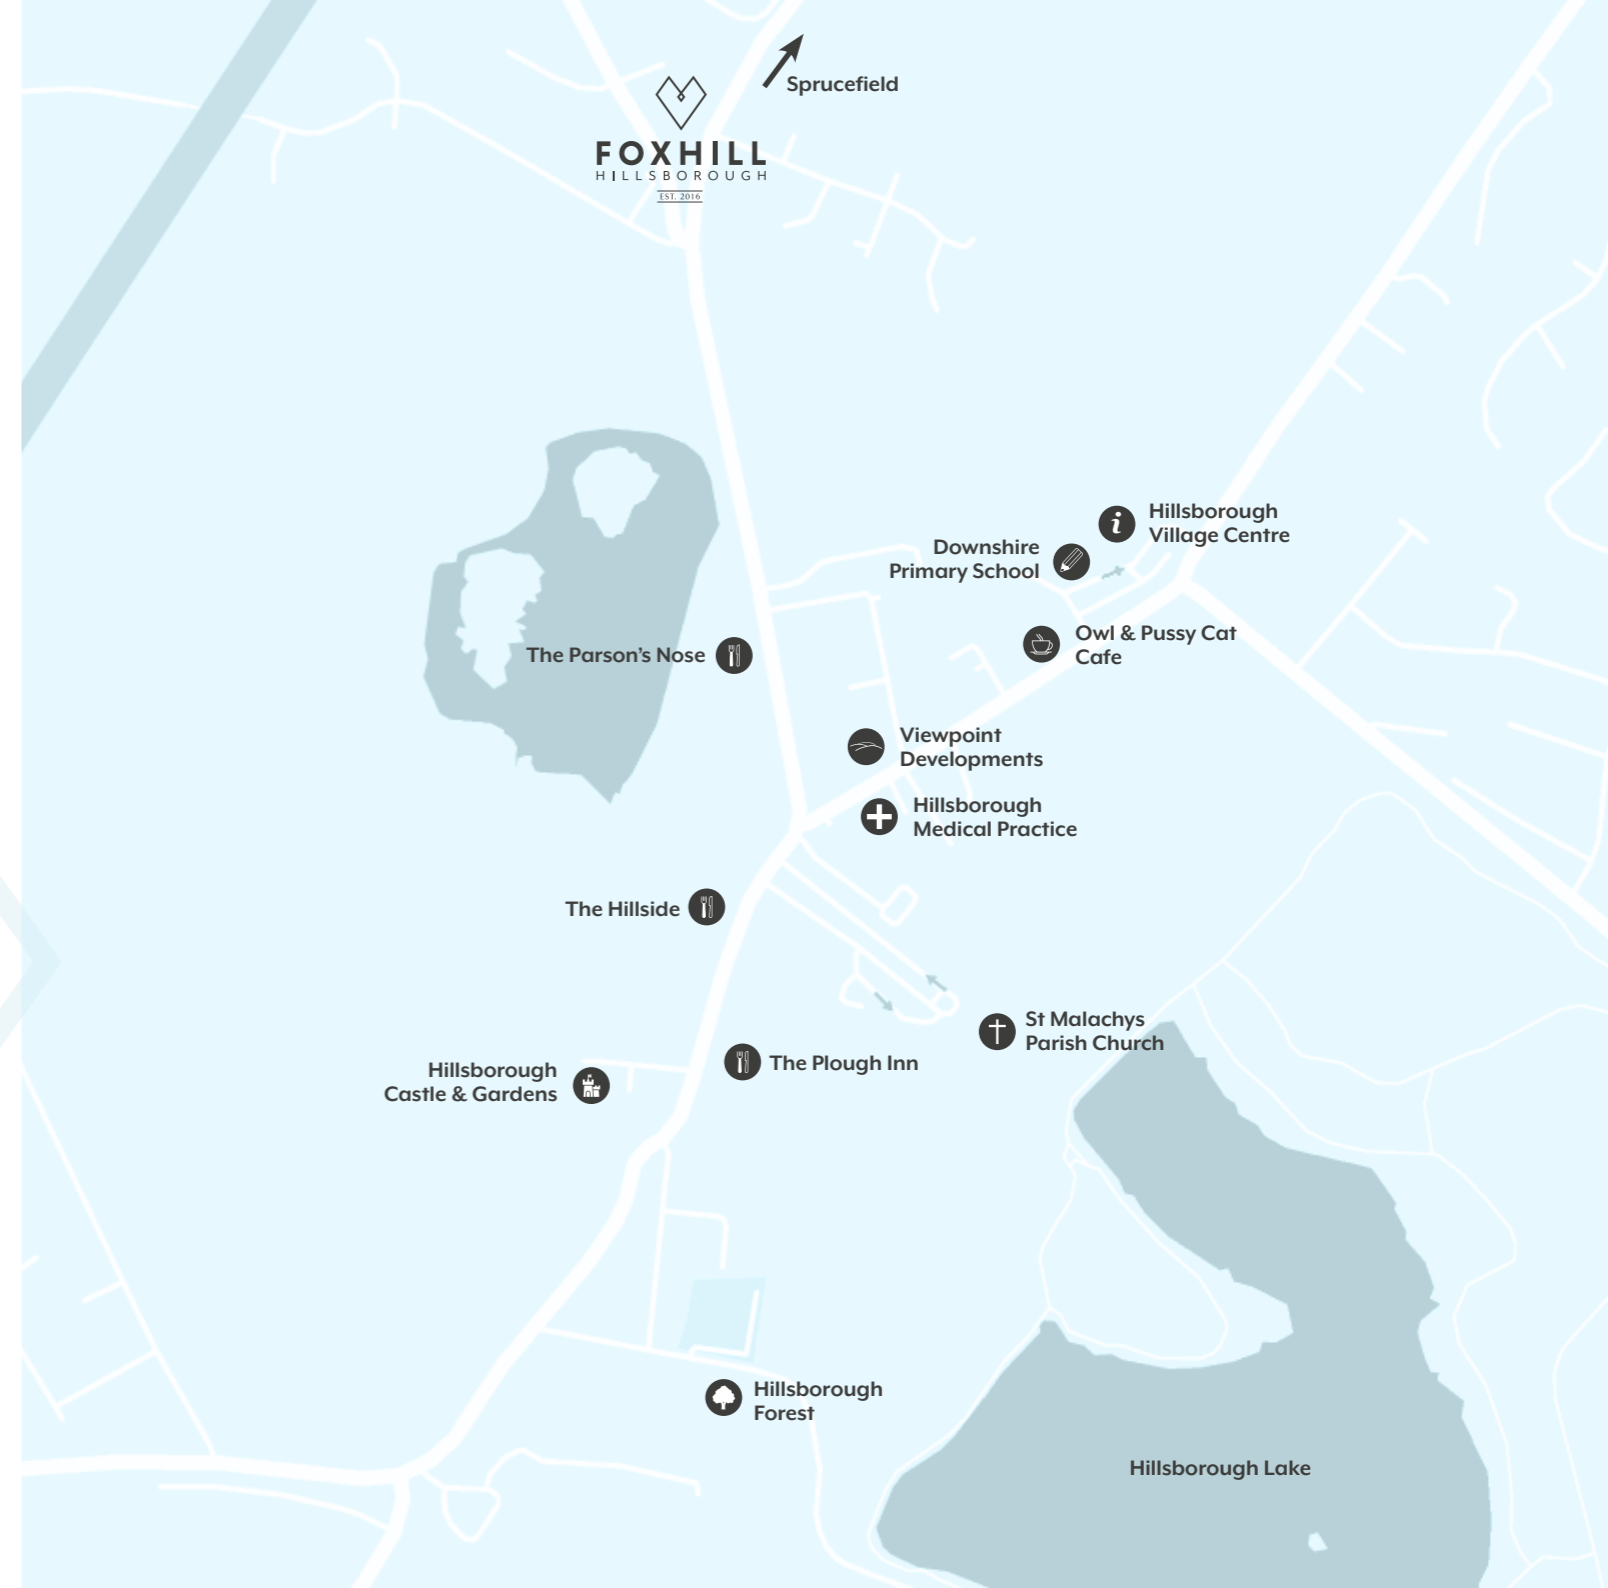 Sprucefield
FOXHILL
HILLSBOROUGH
EST. 2016
Hillsborough
Village Centre
Downshire
Primary School
Owl & Pussy Cat
Cafe
The Parson's Nose
Viewpoint
Developments
Hillsborough
Medical Practice
The Hillside
St Malachys
Parish Church
The Plough Inn
Hillsborough
Castle & Gardens
Hillsborough
Forest
Hillsborough Lake